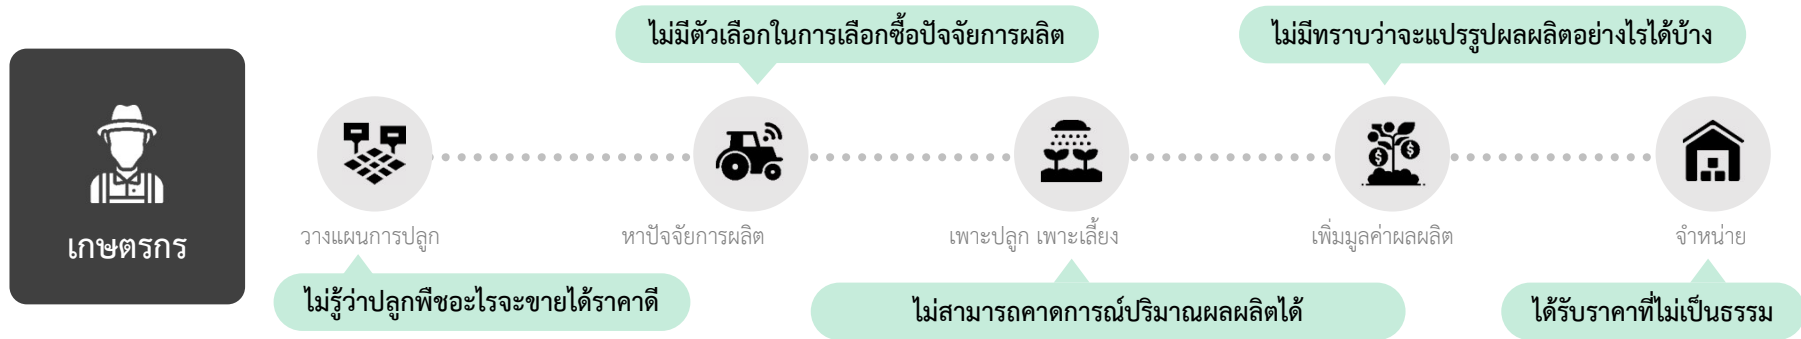 ไม่มีตัวเลือกในการเลือกซื้อปัจจัยการผลิต
ไม่มีทราบว่าจะแปรรูปผลผลิตอย่างไรได้บ้าง
เกษตรกร
วางแผนการปลูก
หาปัจจัยการผลิต
เพาะปลูก เพาะเลี้ยง
เพิ่มมูลค่าผลผลิต
จำหน่าย
ไม่รู้ว่าปลูกพืชอะไรจะขายได้ราคาดี
ไม่สามารถคาดการณ์ปริมาณผลผลิตได้
ได้รับราคาที่ไม่เป็นธรรม